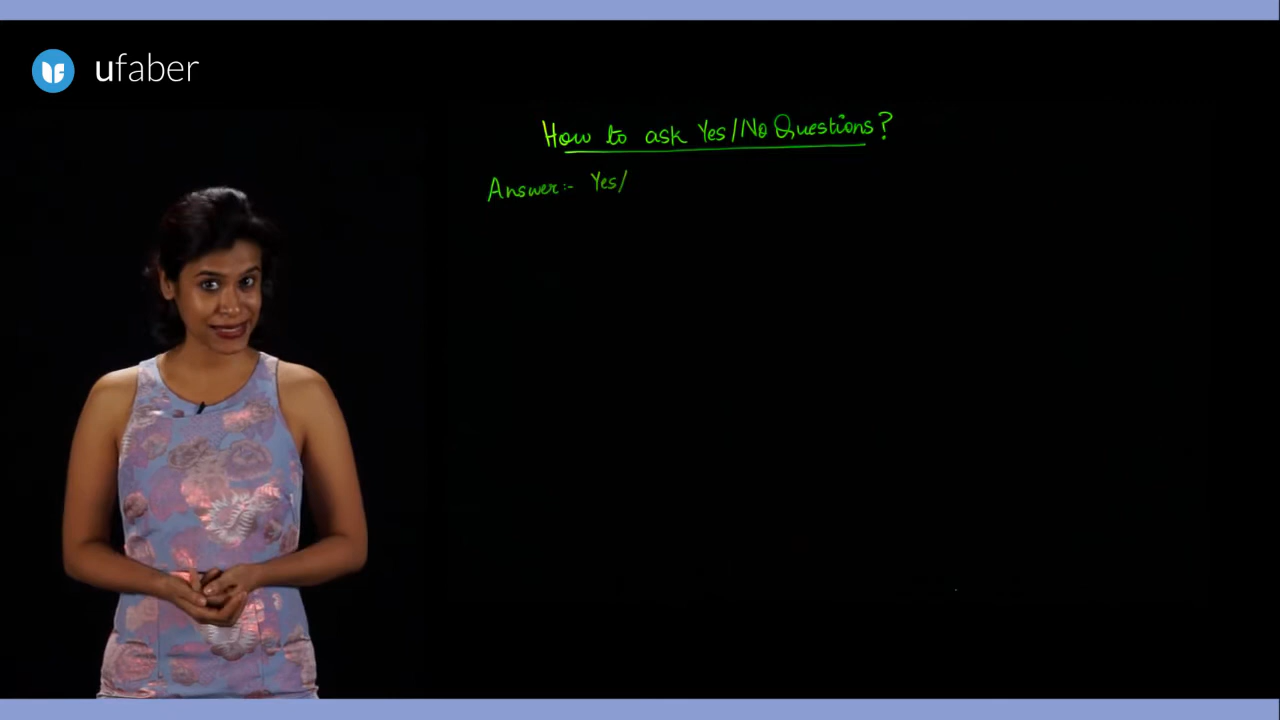 ufaber
How to ask Yes/No Questions?
Answer:- Yes/